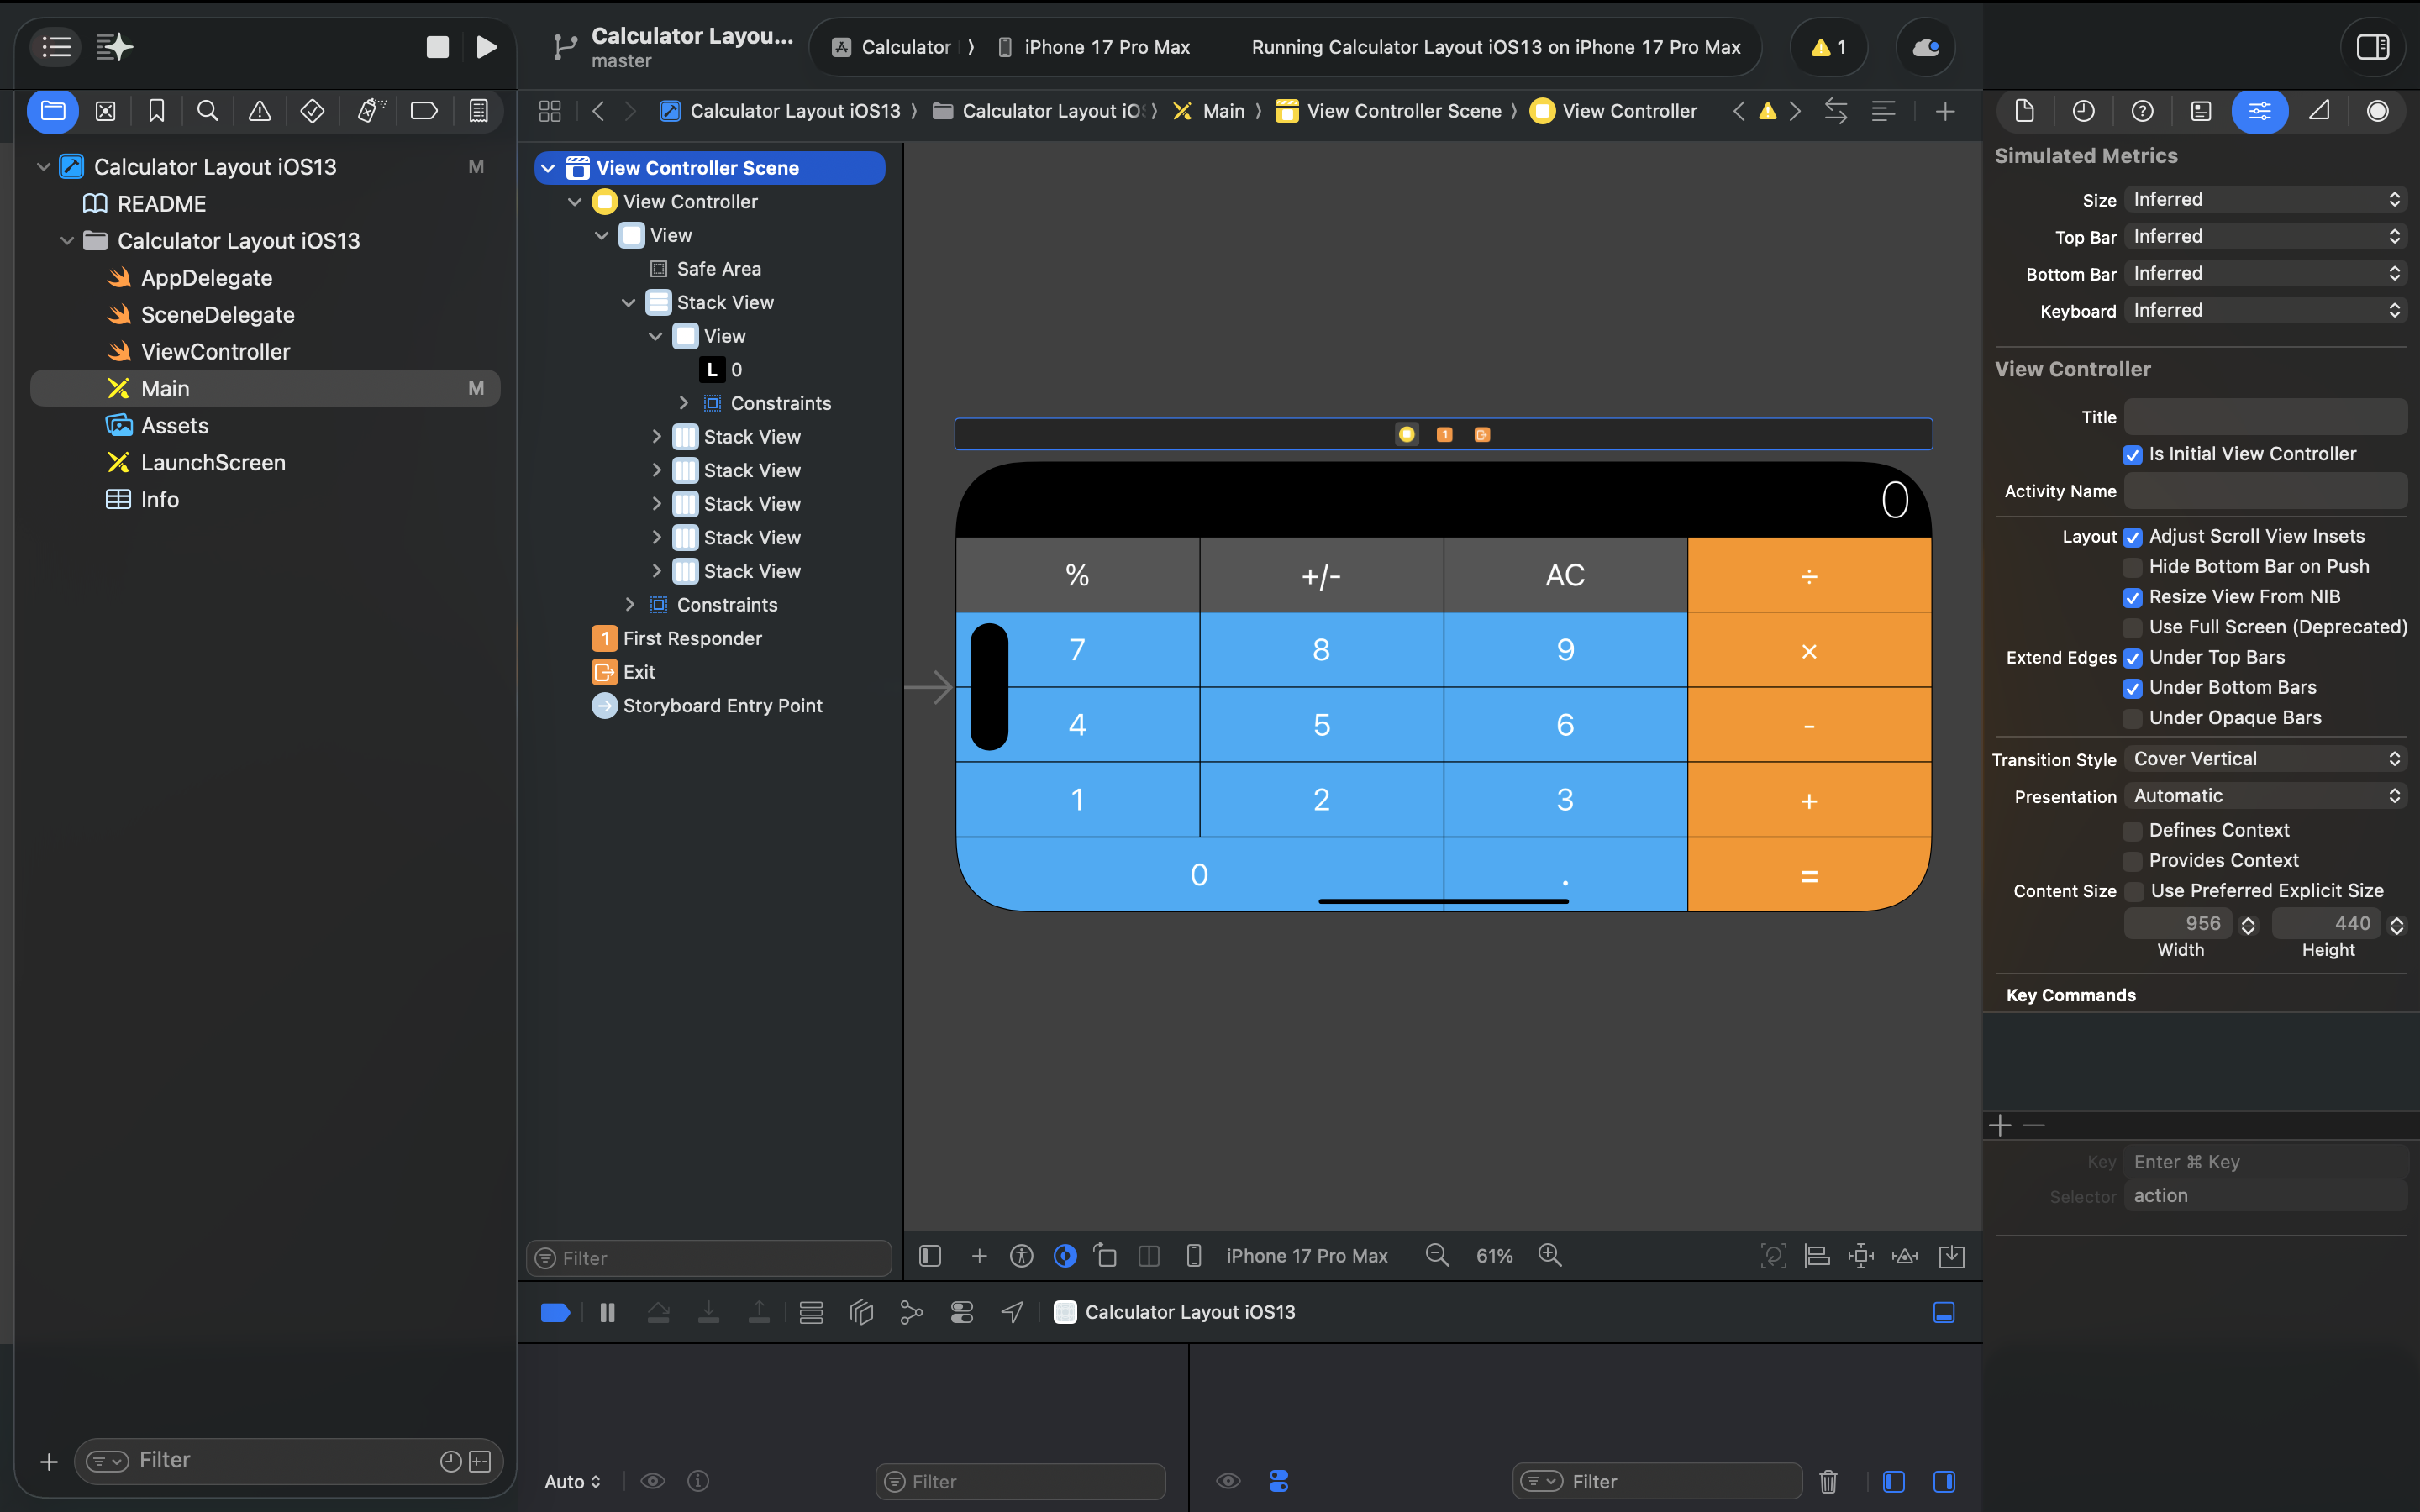 Calculator Layou...
master
Calculator
iPhone 17 Pro Max
Running Calculator Layout iOS13 on iPhone 17 Pro Max
1
Calculator Layout iOS13
Calculator Layout iO
Main
View Controller Scene
View Controller
Calculator Layout iOS13
M
README
Calculator Layout iOS13
AppDelegate
SceneDelegate
ViewController
Main
M
Assets
LaunchScreen
Info
Filter
View Controller Scene
View Controller
View
Safe Area
Stack View
View
L 0
Constraints
Stack View
Stack View
Stack View
Stack View
Stack View
Constraints
1 First Responder
Exit
Storyboard Entry Point
Filter
1
0
% +/- AC ÷
7 8 9 ×
4 5 6 -
1 2 3 +
0 . =
iPhone 17 Pro Max
61%
Calculator Layout iOS13
Auto
Filter
Filter
Simulated Metrics
Size Inferred
Top Bar Inferred
Bottom Bar Inferred
Keyboard Inferred
View Controller
Title
Is Initial View Controller
Activity Name
Layout Adjust Scroll View Insets
Hide Bottom Bar on Push
Resize View From NIB
Use Full Screen (Deprecated)
Extend Edges Under Top Bars
Under Bottom Bars
Under Opaque Bars
Transition Style Cover Vertical
Presentation Automatic
Defines Context
Provides Context
Content Size Use Preferred Explicit Size
956 440
Width Height
Key Commands
Key Enter ⌘ Key
Selector action